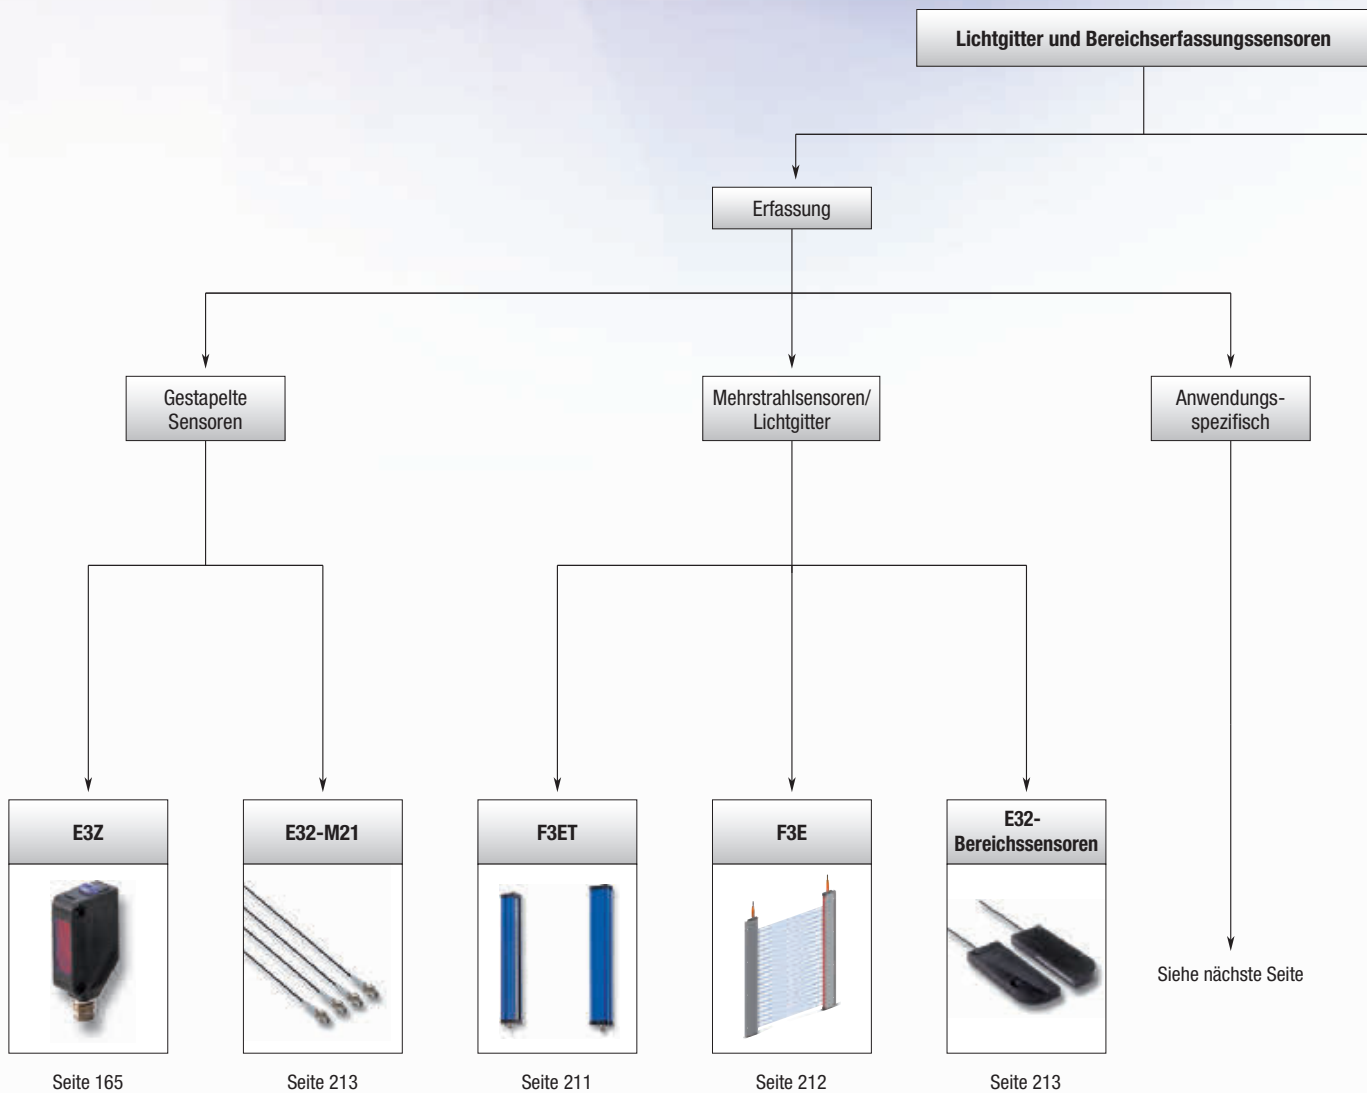 Lichtgitter und Bereichserfassungssensoren
Erfassung
Gestapelte
Sensoren
Mehrstrahlsensoren/
Lichtgitter
Anwendungs-
spezifisch
E3Z
E32-M21
F3ET
F3E
E32-
Bereichssensoren
Siehe nächste Seite
Seite 165
Seite 213
Seite 211
Seite 212
Seite 213